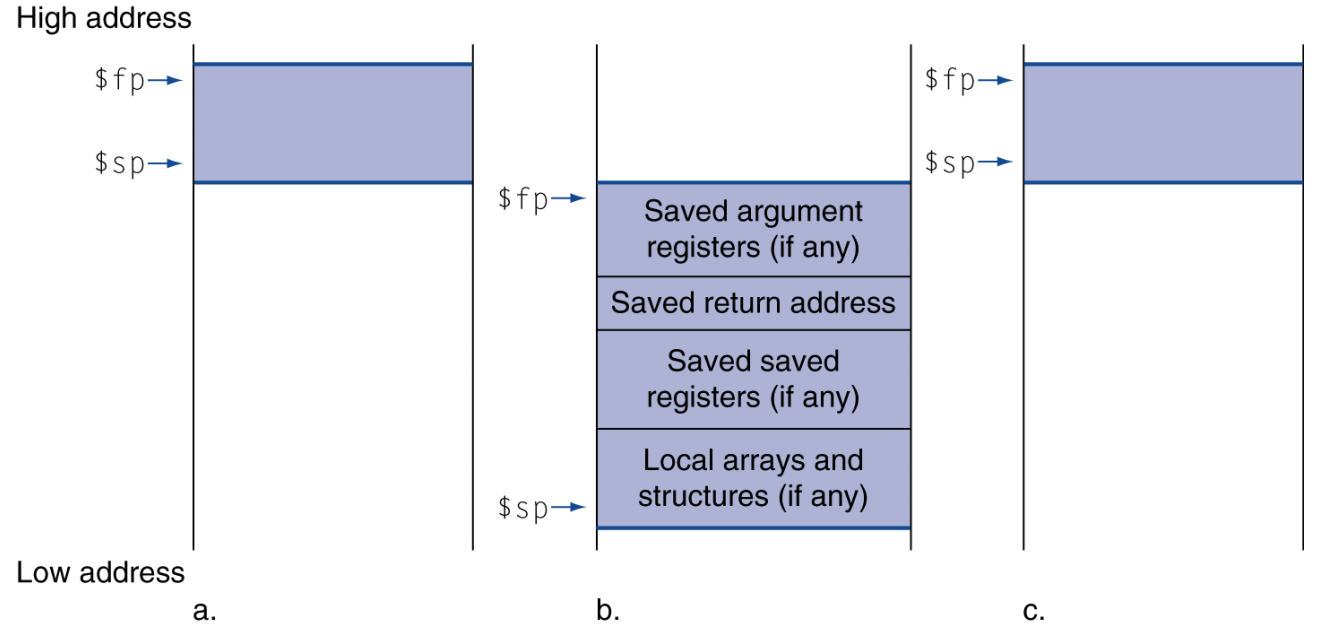 High address
$fp
$fp
$sp
$sp
$fp
Saved argument
registers (if any)
Saved return address
Saved saved
registers (if any)
Local arrays and
structures (if any)
$sp
Low address
a.
b.
c.